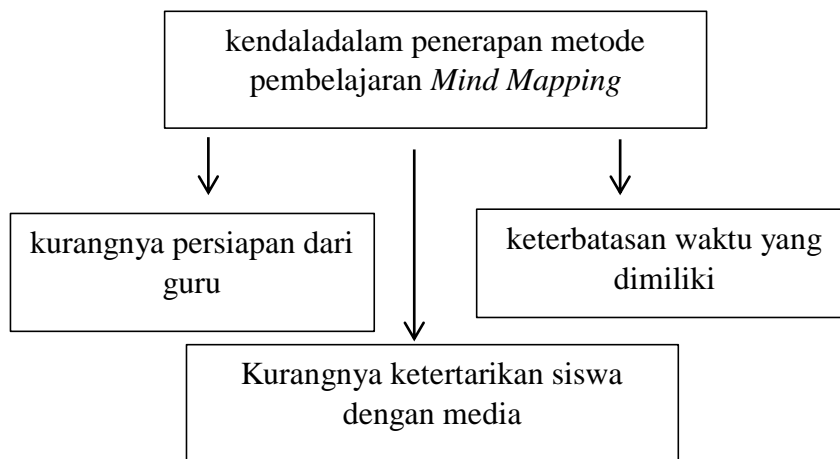 kendaladalam penerapan metode
pembelajaran Mind Mapping
kurangnya persiapan dari
guru
keterbatasan waktu yang
dimiliki
Kurangnya ketertarikan siswa
dengan media